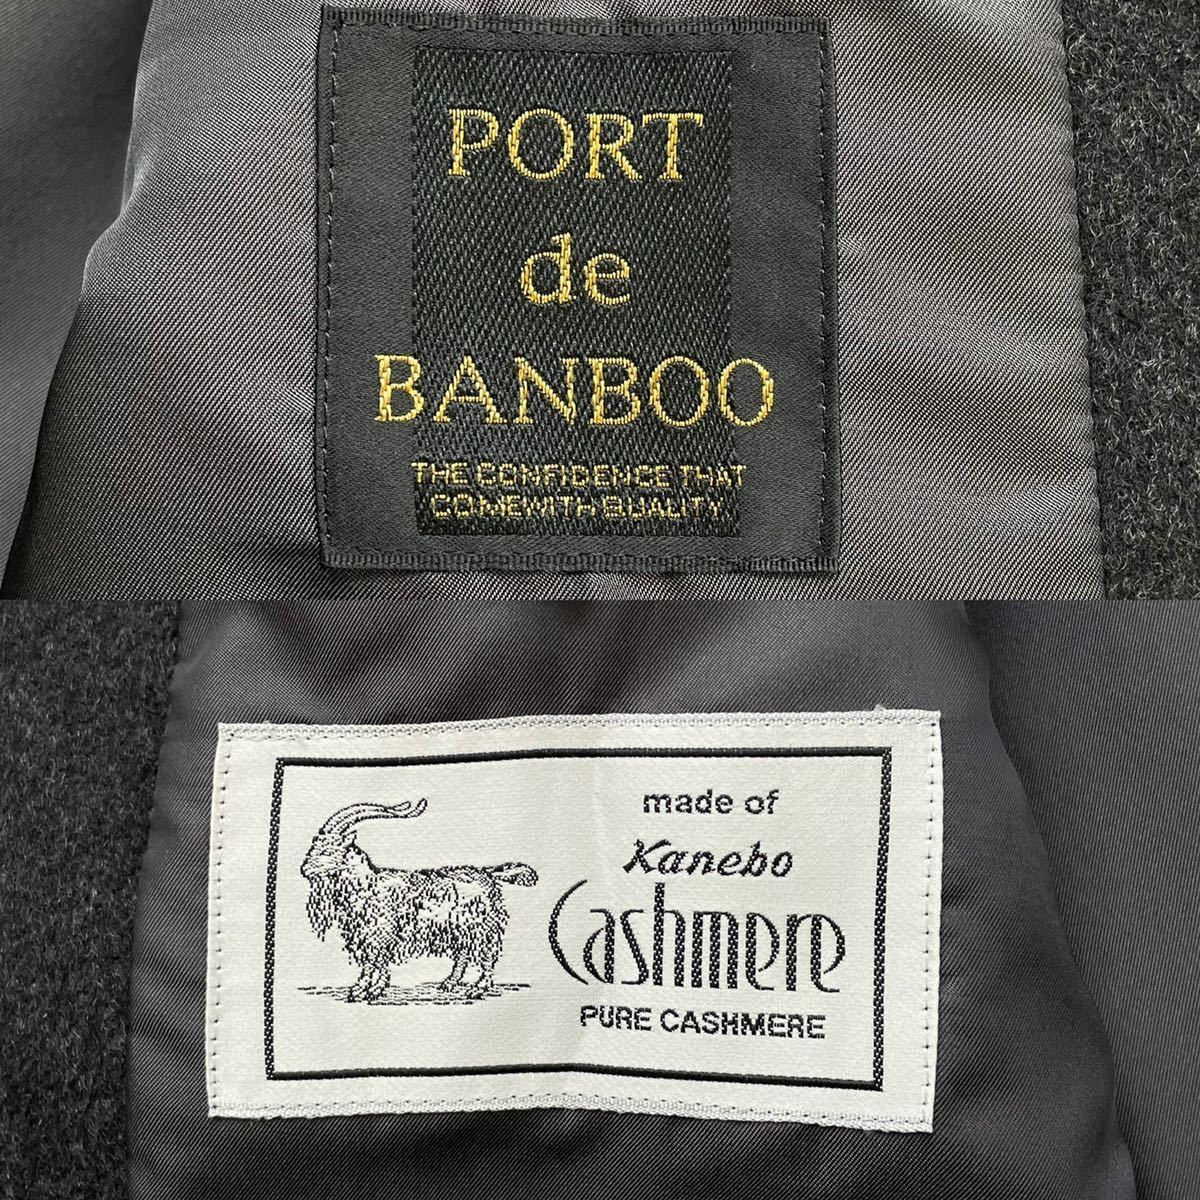 PORT
de
BANBOO
THE CONFIDENCE THAT
COMEWITH QUALITY
made of
Kanebo
Cashmere
PURE CASHMERE